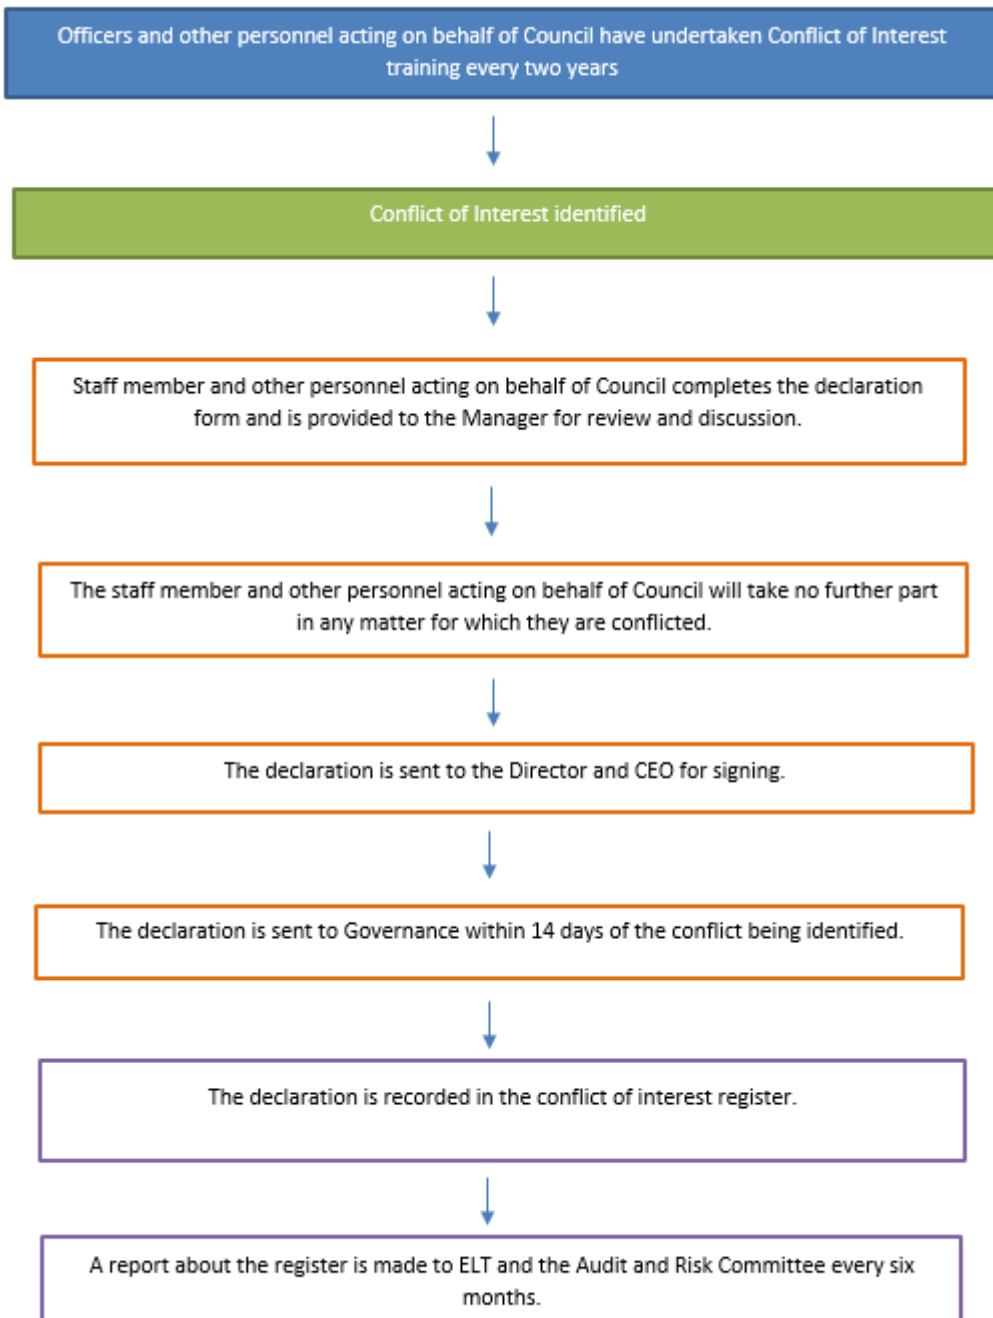 Officers and other personnel acting on behalf of Council have undertaken Conflict of Interest
training every two years
Conflict of Interest identified
Staff member and other personnel acting on behalf of Council completes the declaration
form and is provided to the Manager for review and discussion.
The staff member and other personnel acting on behalf of Council will take no further part
in any matter for which they are conflicted.
The declaration is sent to the Director and CEO for signing.
The declaration is sent to Governance within 14 days of the conflict being identified.
The declaration is recorded in the conflict of interest register.
A report about the register is made to ELT and the Audit and Risk Committee every six
months.